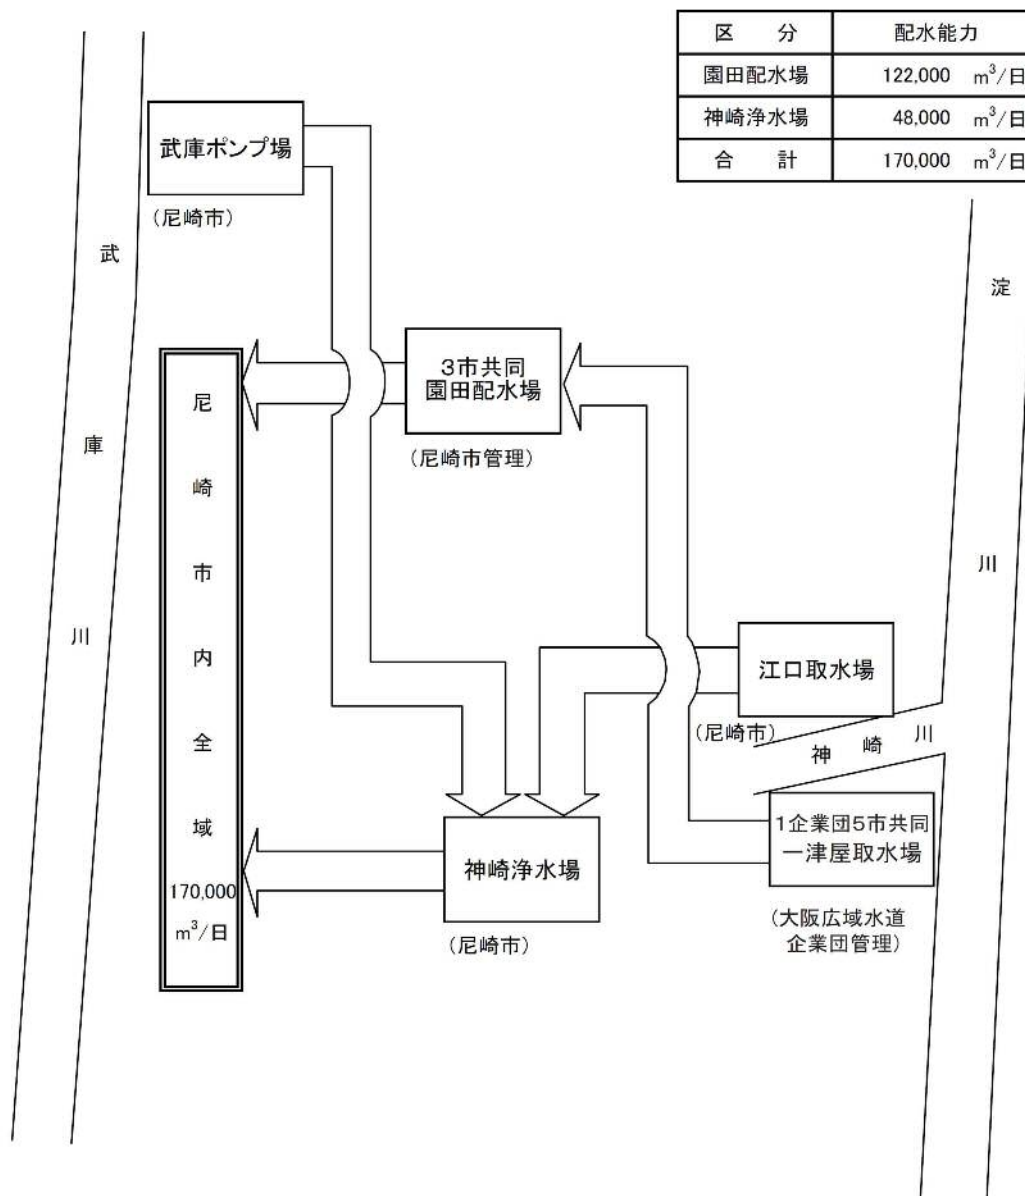 区　分　配水能力
園田配水場　122,000　m³/日
神崎浄水場　48,000　m³/日
合　計　170,000　m³/日
武庫ポンプ場
(尼崎市)
武庫川
淀川
3市共同
園田配水場
(尼崎市管理)
尼崎市内全域
170,000
m³/日
江口取水場
(尼崎市)
神崎川
1企業団5市共同
一津屋取水場
(大阪広域水道
企業団管理)
神崎浄水場
(尼崎市)